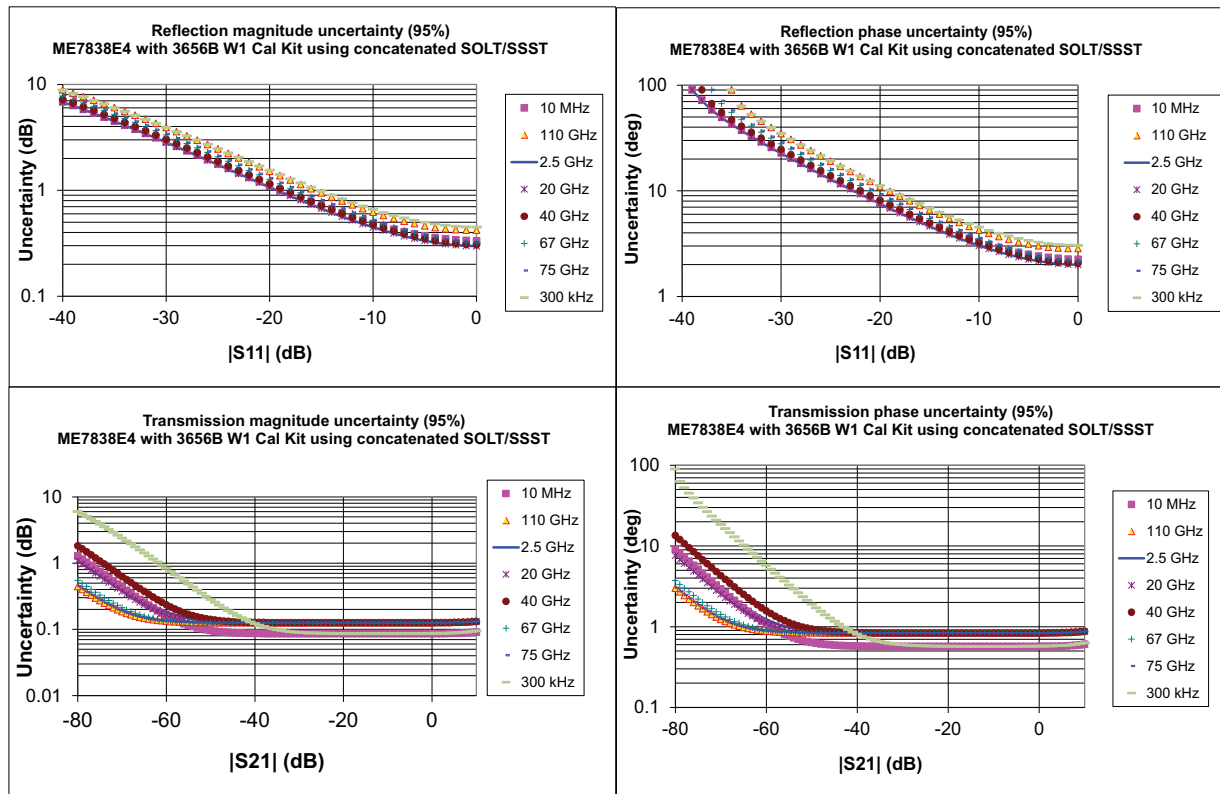 Reflection magnitude uncertainty (95%)
ME7838E4 with 3656B W1 Cal Kit using concatenated SOLT/SSST
Uncertainty (dB)
10
1
0.1
-40
-30
-20
-10
0
|S11| (dB)
10 MHz
110 GHz
2.5 GHz
20 GHz
40 GHz
67 GHz
75 GHz
300 kHz
Reflection phase uncertainty (95%)
ME7838E4 with 3656B W1 Cal Kit using concatenated SOLT/SSST
Uncertainty (deg)
100
10
1
-40
-30
-20
-10
0
|S11| (dB)
10 MHz
110 GHz
2.5 GHz
20 GHz
40 GHz
67 GHz
75 GHz
300 kHz
Transmission magnitude uncertainty (95%)
ME7838E4 with 3656B W1 Cal Kit using concatenated SOLT/SSST
Uncertainty (dB)
10
1
0.1
0.01
-80
-60
-40
-20
0
|S21| (dB)
10 MHz
110 GHz
2.5 GHz
20 GHz
40 GHz
67 GHz
75 GHz
300 kHz
Transmission phase uncertainty (95%)
ME7838E4 with 3656B W1 Cal Kit using concatenated SOLT/SSST
Uncertainty (deg)
100
10
1
0.1
-80
-60
-40
-20
0
|S21| (dB)
10 MHz
110 GHz
2.5 GHz
20 GHz
40 GHz
67 GHz
75 GHz
300 kHz